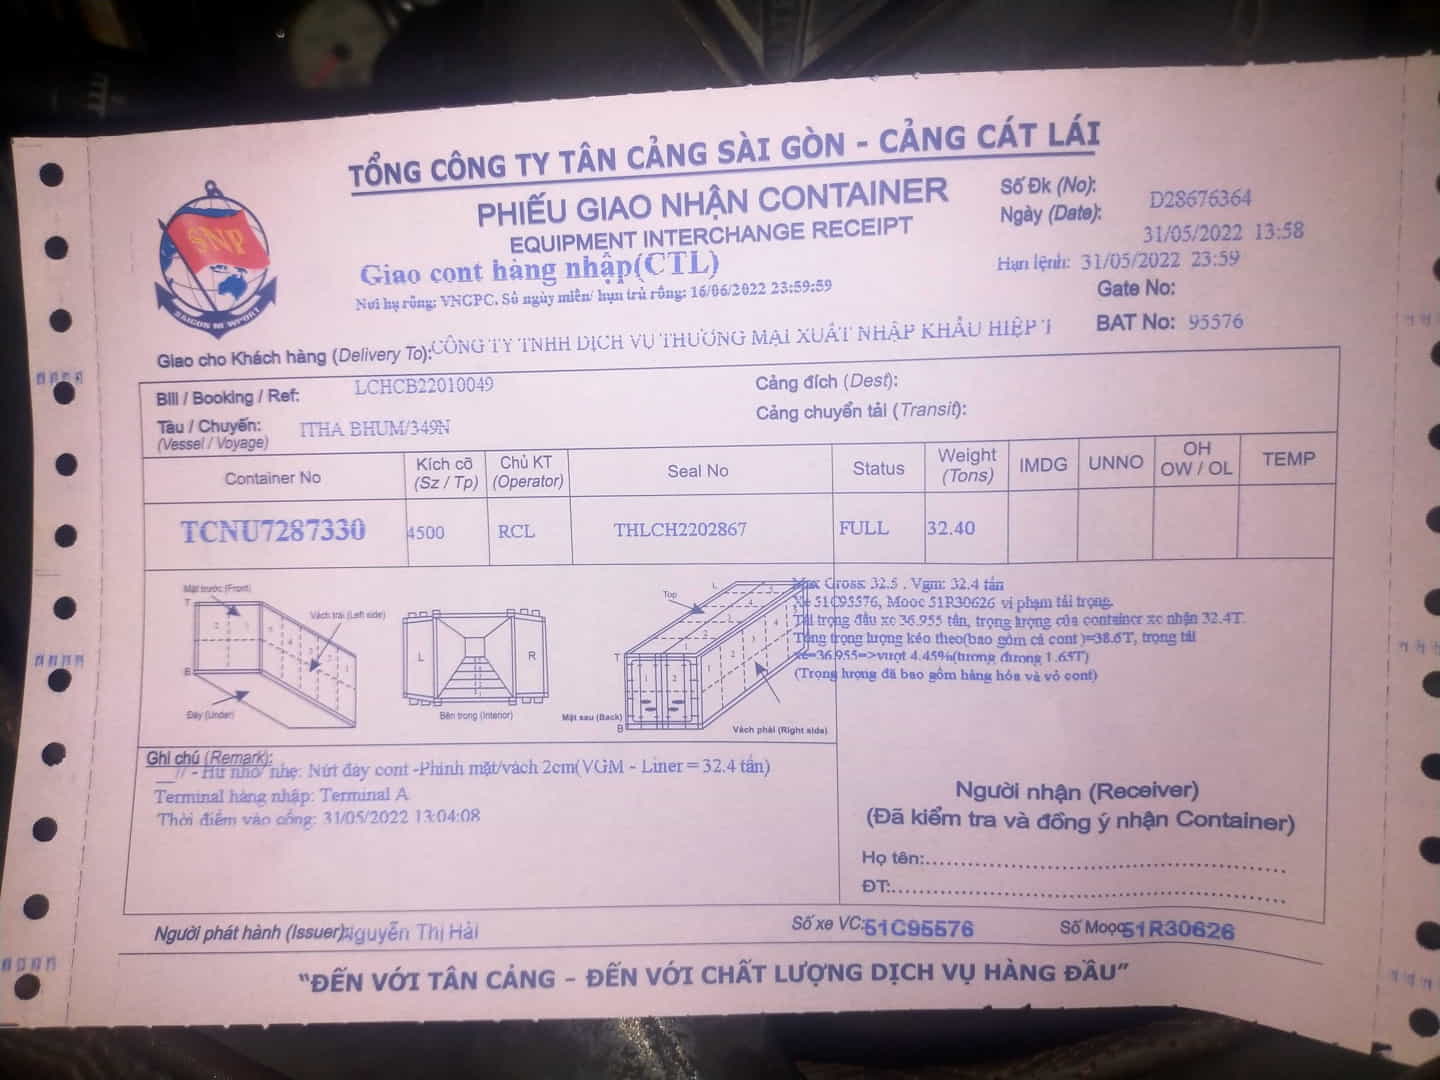 TỔNG CÔNG TY TÂN CẢNG SÀI GÒN - CẢNG CÁT LÁI
SNP
SAIGON NEWPORT
PHIẾU GIAO NHẬN CONTAINER
EQUIPMENT INTERCHANGE RECEIPT
Số Đk (No): D28676364
Ngày (Date): 31/05/2022 13:58
Giao cont hàng nhập(CTL)
Hạn lệnh: 31/05/2022 23:59
Nơi hạ rỗng: VNGPC. Số ngày miễn/ hạn trả rỗng: 16/06/2022 23:59:59
Gate No:
BAT No: 95576
Giao cho Khách hàng (Delivery To): CÔNG TY TNHH DỊCH VỤ THƯƠNG MẠI XUẤT NHẬP KHẨU HIỆP
Bill / Booking / Ref: LCHCB22010049
Cảng đích (Dest):
Tàu / Chuyến: ITHA BHUM/349N
(Vessel / Voyage)
Cảng chuyển tải (Transit):
Container No
Kích cỡ (Sz / Tp)
Chủ KT (Operator)
Seal No
Status
Weight (Tons)
IMDG
UNNO
OH OW / OL
TEMP
TCNU7287330 4500 RCL THLCH2202867 FULL 32.40
Mặt trước (Front)
Vách trái (Left side)
Đáy (Under)
T
B
L
R
Bên trong (Interior)
Top
L
T
B
Mặt sau (Back)
Vách phải (Right side)
Max Gross: 32.5 . Vgm: 32.4 tấn
Xe 51C95576, Mooc 51R30626 vi phạm tải trọng.
Tải trọng đầu xe 36.955 tấn, trọng lượng của container xe nhận 32.4T.
Tổng trọng lượng kéo theo(bao gồm cả cont )=38.6T, trọng tải
xe=36.955=>vượt 4.45%(tương đương 1.65T)
(Trọng lượng đã bao gồm hàng hóa và vỏ cont)
Ghi chú (Remark):
__// - Hư nhỏ/ nhẹ: Nứt đáy cont -Phình mặt/vách 2cm(VGM - Liner = 32.4 tấn)
Terminal hàng nhập: Terminal A
Thời điểm vào cổng: 31/05/2022 13:04:08
Người nhận (Receiver)
(Đã kiểm tra và đồng ý nhận Container)
Họ tên:
ĐT:
Người phát hành (Issuer): Nguyễn Thị Hài
Số xe VC: 51C95576
Số Mooc 51R30626
“ĐẾN VỚI TÂN CẢNG – ĐẾN VỚI CHẤT LƯỢNG DỊCH VỤ HÀNG ĐẦU”